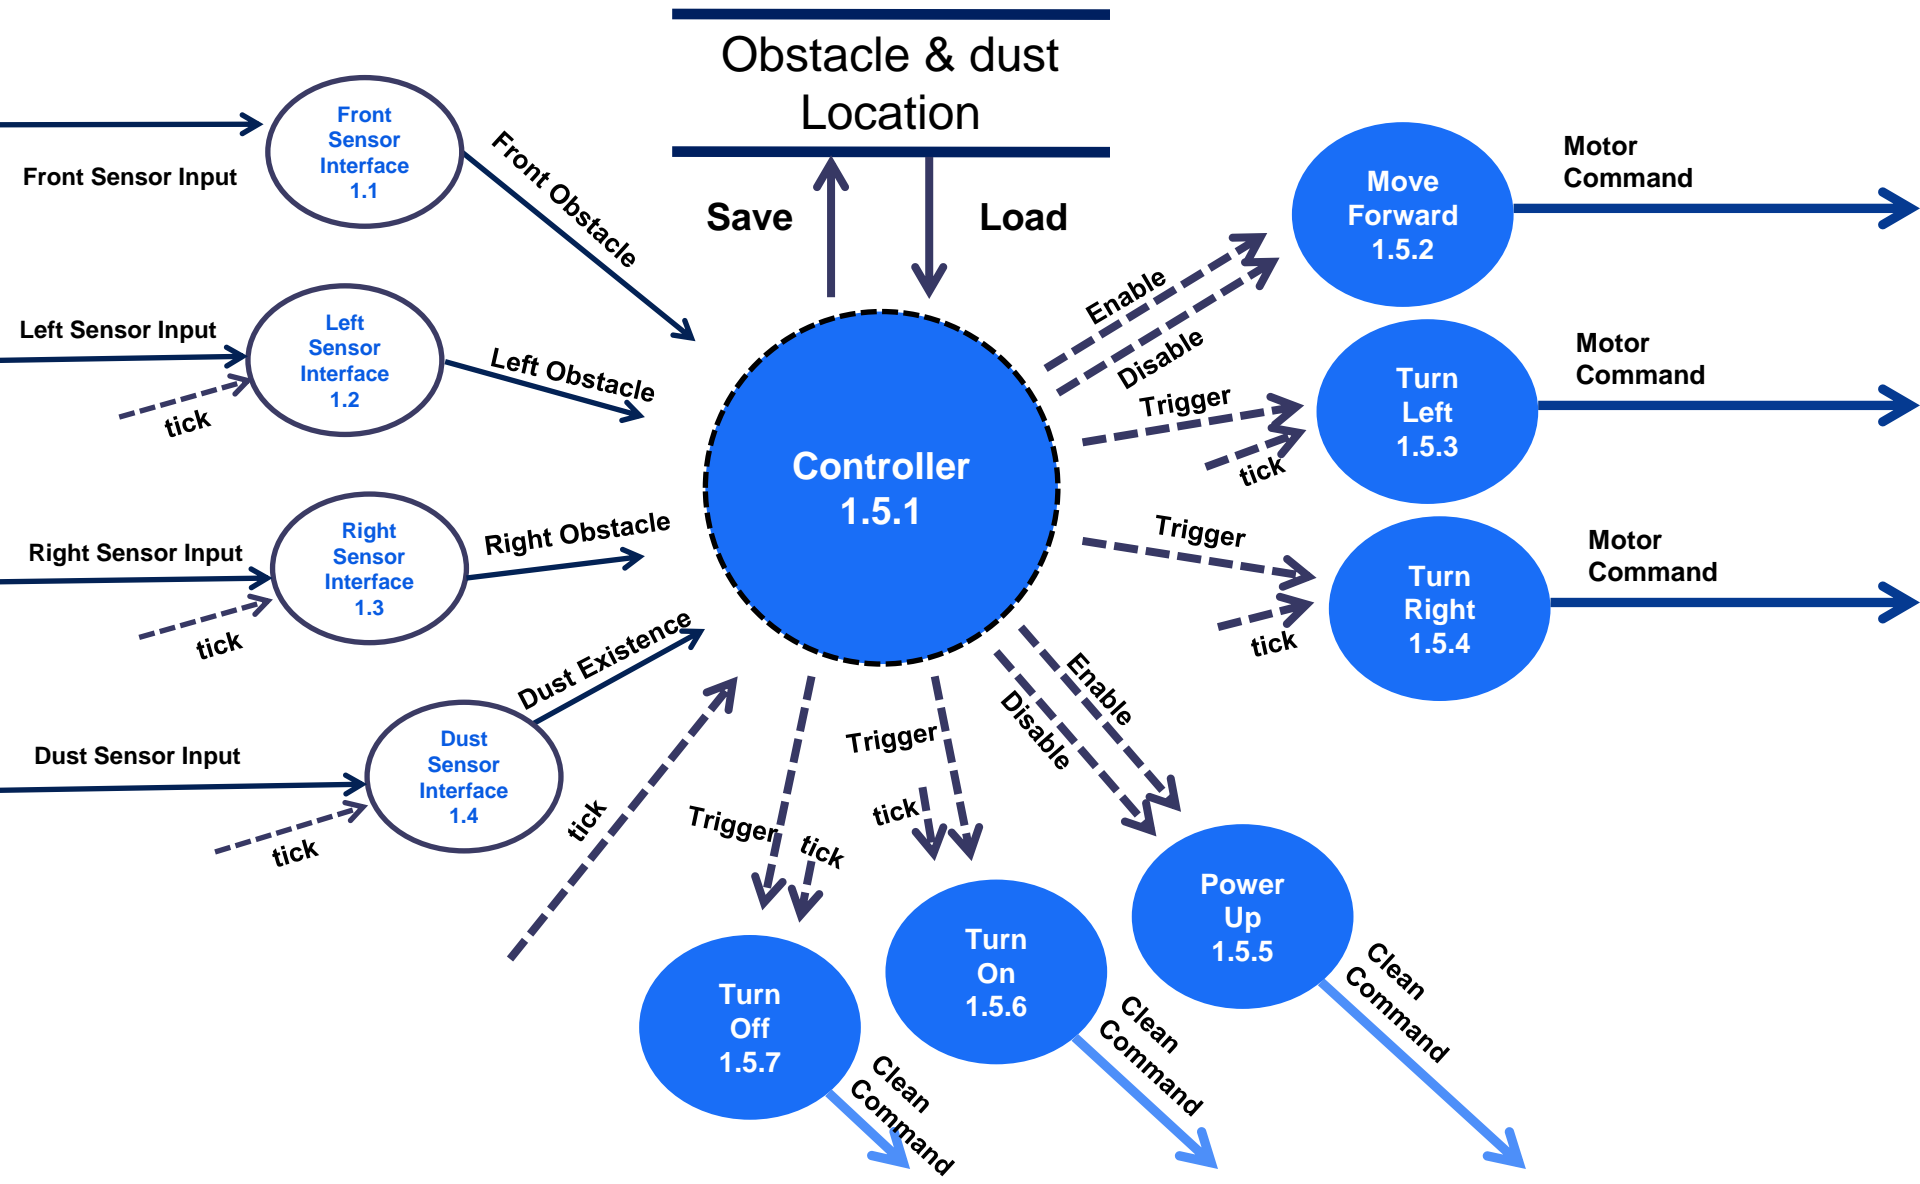 Obstacle & dust
Location
Save
Load
Front Sensor Input
Front
Sensor
Interface
1.1
Front Obstacle
Left Sensor Input
tick
Left
Sensor
Interface
1.2
Left Obstacle
Right Sensor Input
tick
Right
Sensor
Interface
1.3
Right Obstacle
Dust Sensor Input
tick
Dust
Sensor
Interface
1.4
Dust Existence
tick
Controller
1.5.1
Enable
Disable
Move
Forward
1.5.2
Motor
Command
Trigger
tick
Turn
Left
1.5.3
Motor
Command
Trigger
tick
Turn
Right
1.5.4
Motor
Command
Enable
Disable
Power
Up
1.5.5
Clean
Command
Trigger
tick
Turn
On
1.5.6
Clean
Command
Trigger
tick
Turn
Off
1.5.7
Clean
Command